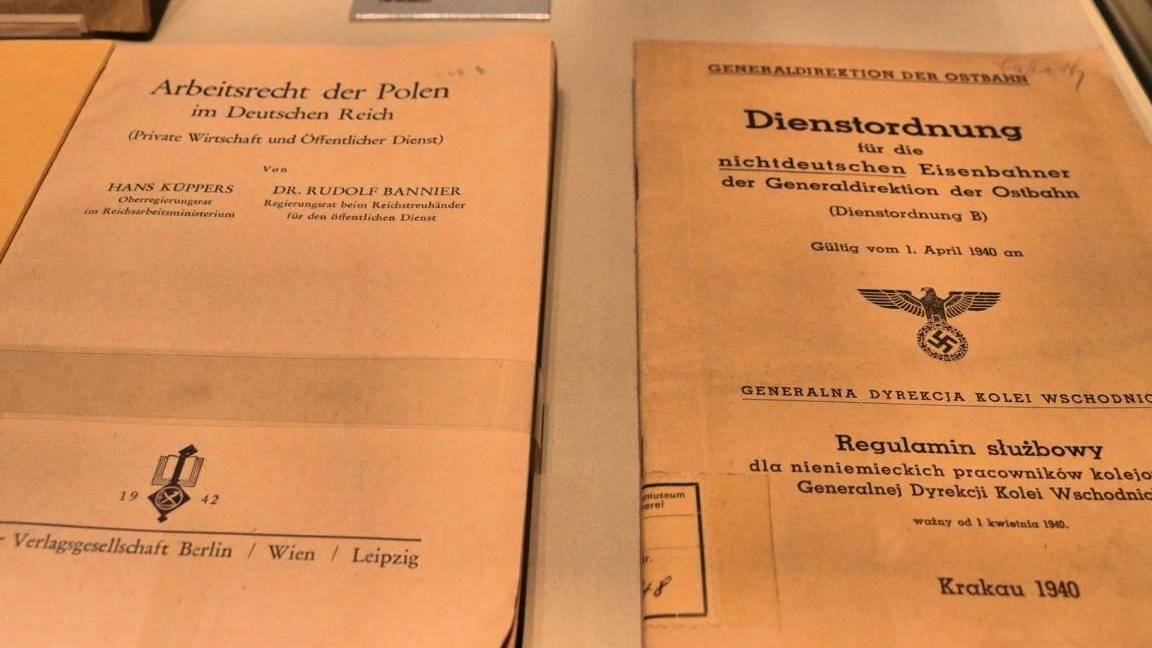 Arbeitsrecht der Polen
im Deutschen Reich
(Private Wirtschaft und Öffentlicher Dienst)
Von
HANS KÜPPERS
Oberregierungsrat
im Reichsarbeitsministerium
DR. RUDOLF BANNIER
Regierungsrat beim Reichstreuhänder
für den öffentlichen Dienst
19 42
Verlagsgesellschaft Berlin / Wien / Leipzig
GENERALDIREKTION DER OSTBAHN
Dienstordnung
für die
nichtdeutschen Eisenbahner
der Generaldirektion der Ostbahn
(Dienstordnung B)
Gültig vom 1. April 1940 an
GENERALNA DYREKCJA KOLEI WSCHODNIC
Regulamin służbowy
dla nieniemieckich pracowników kolejo
Generalnej Dyrekcji Kolei Wschodnic
ważny od 1 kwietnia 1940.
Krakau 1940
museum
erei
48